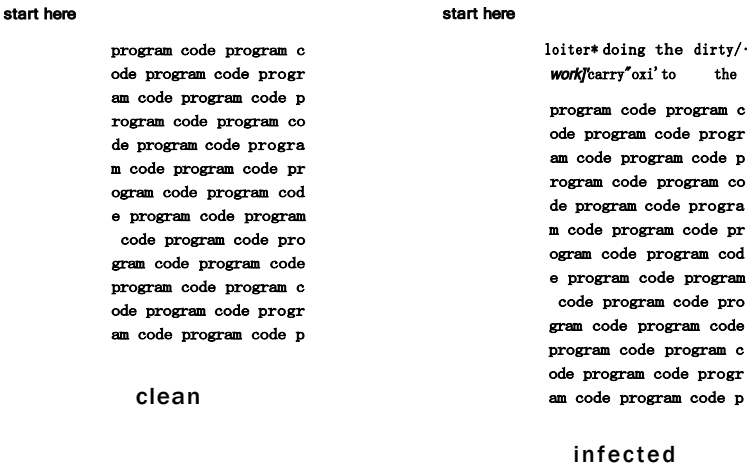 start here
program code program c
ode program code progr
am code program code p
rogram code program co
de program code progra
m code program code pr
ogram code program cod
e program code program
code program code pro
gram code program code
program code program c
ode program code progr
am code program code p
clean
start here
loiter* doing the dirty/
work]'carry"oxi' to the
program code program c
ode program code progr
am code program code p
rogram code program co
de program code progra
m code program code pr
ogram code program cod
e program code program
code program code pro
gram code program code
program code program c
ode program code progr
am code program code p
infected